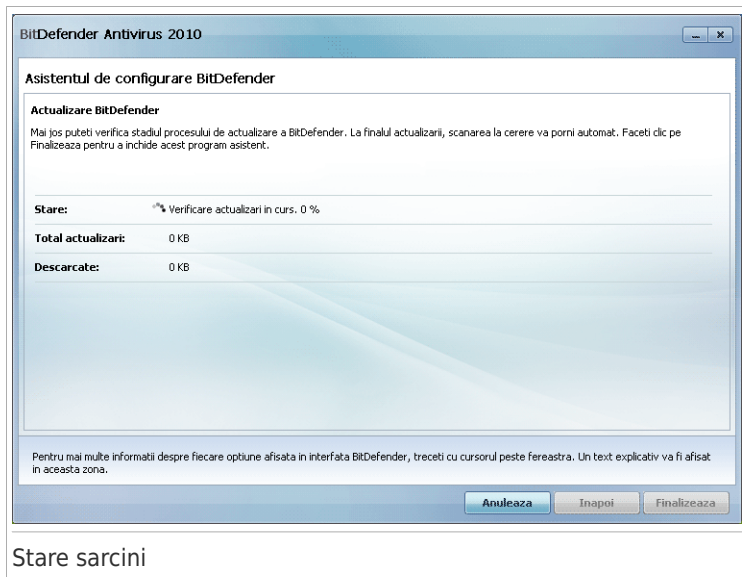 BitDefender Antivirus 2010
Asistentul de configurare BitDefender
Actualizare BitDefender
Mai jos puteti verifica stadiul procesului de actualizare a BitDefender. La finalul actualizarii, scanarea la cerere va porni automat. Faceti clic pe
Finalizeaza pentru a inchide acest program asistent.
Stare: Verificare actualizari in curs. 0 %
Total actualizari: 0 KB
Descarcate: 0 KB
Pentru mai multe informatii despre fiecare optiune afisata in interfata BitDefender, treceti cu cursorul peste fereastra. Un text explicativ va fi afisat
in aceasta zona.
Anuleaza Inapoi Finalizeaza
Stare sarcini